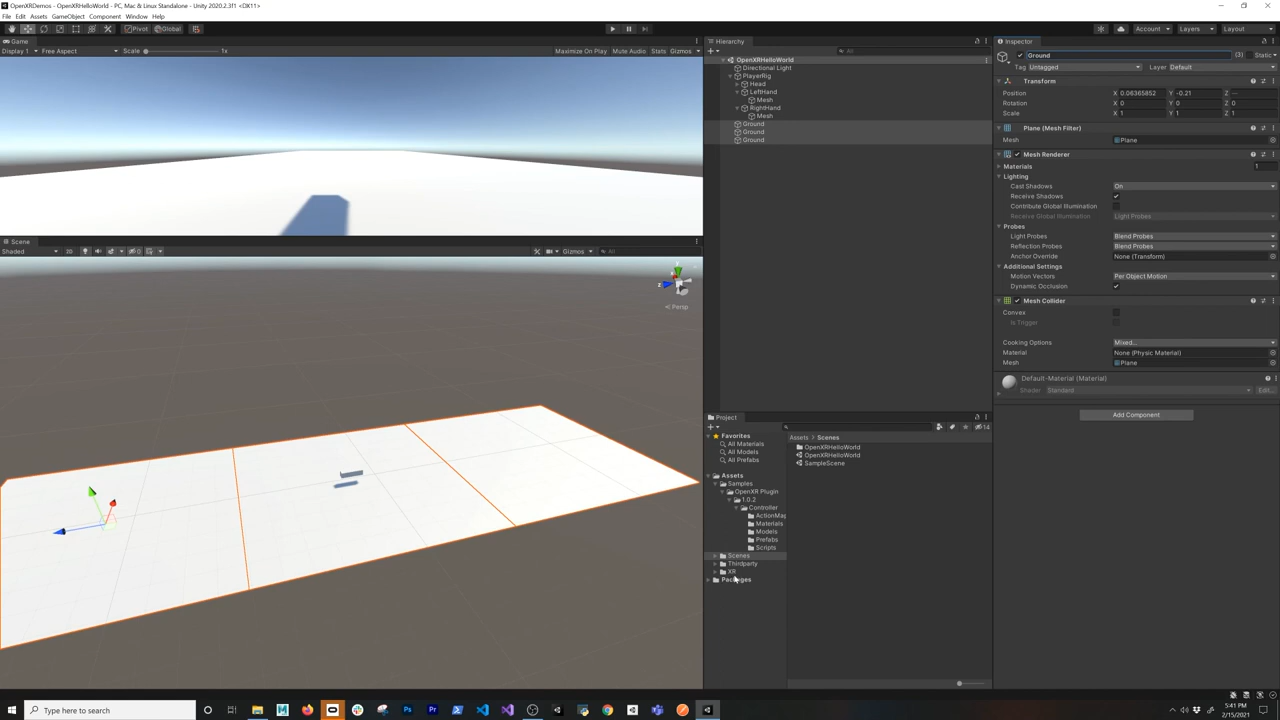 OpenXRDemos - OpenXRHelloWorld - PC, Mac & Linux Standalone - Unity 2020.2.3f1 <DX11>
File Edit Assets GameObject Component Window Help
Pivot Global Account Layers Layout
Game
Display 1 Free Aspect Scale 1x Maximize On Play Mute Audio Stats Gizmos
Scene
Shaded 2D Gizmos All
y
z
< Persp
Hierarchy
All
OpenXRHelloWorld
Directional Light
PlayerRig
Head
LeftHand
Mesh
RightHand
Mesh
Ground
Ground
Ground
Project
14
Favorites
All Materials
All Models
All Prefabs
Assets
Samples
OpenXR Plugin
1.0.2
Controller
ActionMa
Materials
Models
Prefabs
Scripts
Scenes
Thirdparty
XR
Packages
Assets > Scenes
OpenXRHelloWorld
OpenXRHelloWorld
SampleScene
Inspector
Ground (3) Static
Tag Untagged Layer Default
Transform
Position X 0.06365852 Y -0.21 Z —
Rotation X 0 Y 0 Z 0
Scale X 1 Y 1 Z 1
Plane (Mesh Filter)
Mesh Plane
Mesh Renderer
Materials 1
Lighting
Cast Shadows On
Receive Shadows
Contribute Global Illumination
Receive Global Illumination Light Probes
Probes
Light Probes Blend Probes
Reflection Probes Blend Probes
Anchor Override None (Transform)
Additional Settings
Motion Vectors Per Object Motion
Dynamic Occlusion
Mesh Collider
Convex
Is Trigger
Cooking Options Mixed...
Material None (Physic Material)
Mesh Plane
Default-Material (Material)
Shader Standard Edit...
Add Component
Type here to search
5:41 PM
2/15/2021